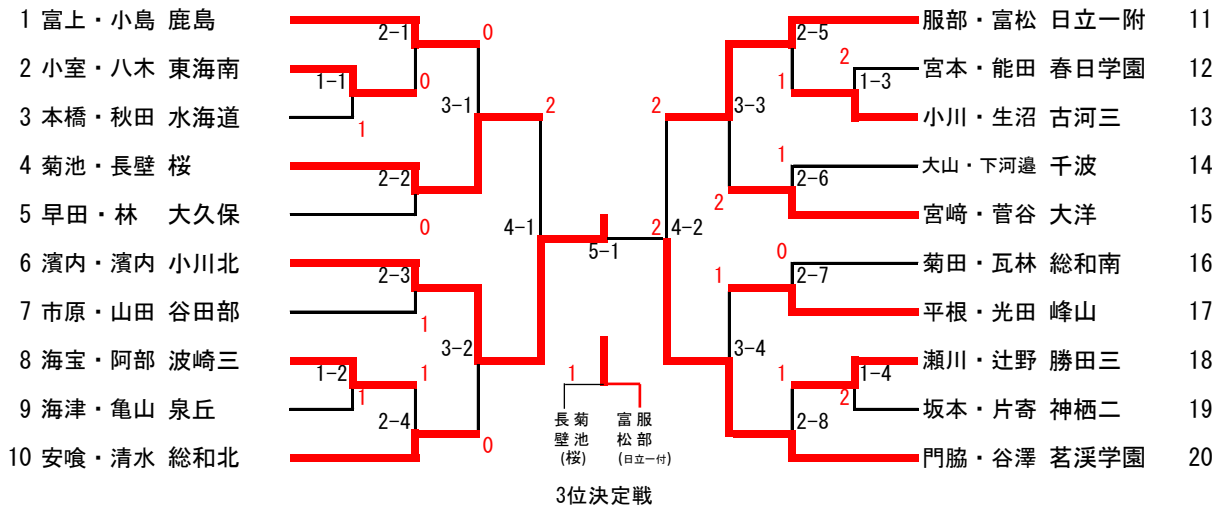 1 富上・小島 鹿島
2 小室・八木 東海南
3 本橋・秋田 水海道
4 菊池・長壁 桜
5 早田・林 大久保
6 濱内・濱内 小川北
7 市原・山田 谷田部
8 海宝・阿部 波崎三
9 海津・亀山 泉丘
10 安喰・清水 総和北
2-1
0
1-1
0
1
3-1
2
2-2
0
4-1
2-3
1
3-2
1-2
1
1
2-4
0
5-1
2-5
2
1-3
1
2
3-3
1
2-6
2
2
4-2
0
2-7
1
3-4
1
1-4
2
2-8
服部・富松 日立一附 11
宮本・能田 春日学園 12
小川・生沼 古河三 13
大山・下河邉 千波 14
宮﨑・菅谷 大洋 15
菊田・瓦林 総和南 16
平根・光田 峰山 17
瀬川・辻野 勝田三 18
坂本・片寄 神栖二 19
門脇・谷澤 茗渓学園 20
1
菊池
長壁
(桜)
服部
富松
(日立一付)
3位決定戦